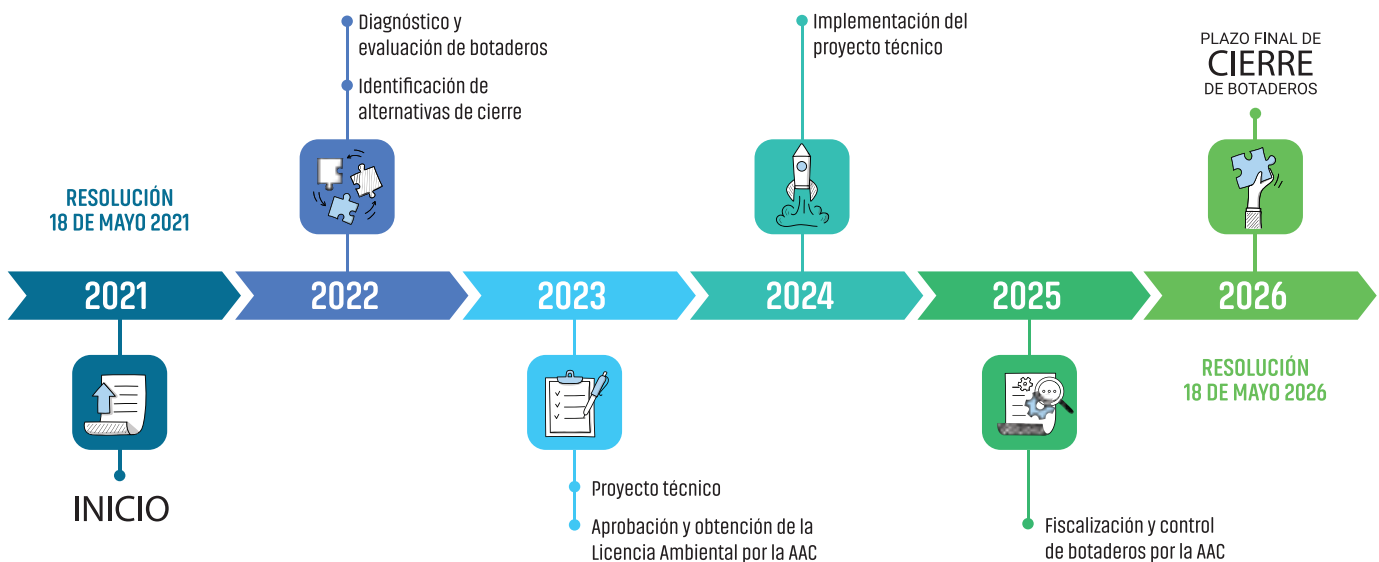 Diagnóstico y
evaluación de botaderos
Identificación de
alternativas de cierre
Implementación del
proyecto técnico
PLAZO FINAL DE
CIERRE
DE BOTADEROS
RESOLUCIÓN
18 DE MAYO 2021
2021
2022
2023
2024
2025
2026
RESOLUCIÓN
18 DE MAYO 2026
INICIO
Proyecto técnico
Aprobación y obtención de la
Licencia Ambiental por la AAC
Fiscalización y control
de botaderos por la AAC